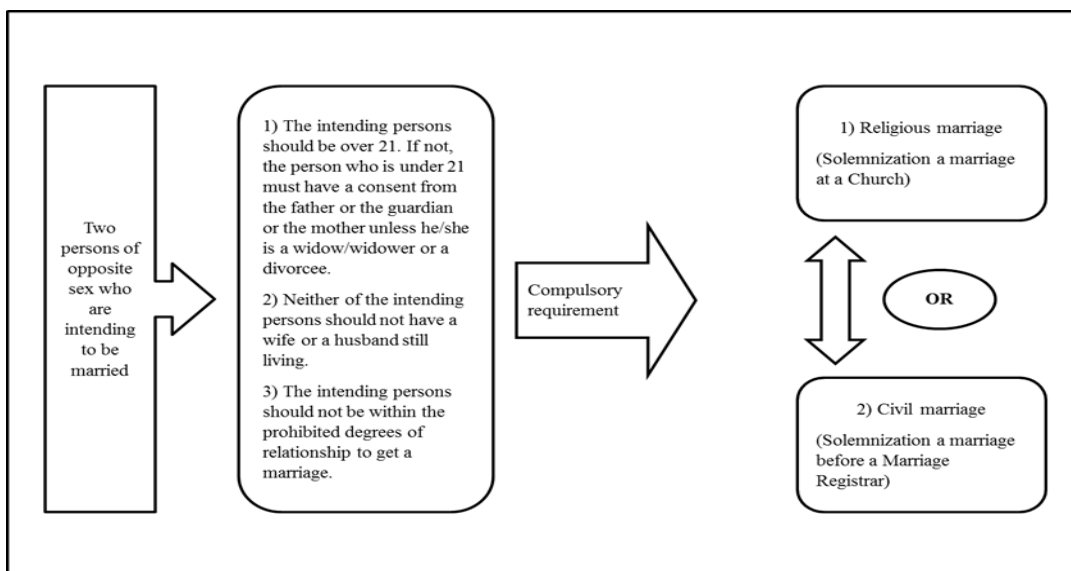 Two
persons of
opposite
sex who
are
intending
to be
married
1) The intending persons
should be over 21. If not,
the person who is under 21
must have a consent from
the father or the guardian
or the mother unless he/she
is a widow/widower or a
divorcee.
2) Neither of the intending
persons should not have a
wife or a husband still
living.
3) The intending persons
should not be within the
prohibited degrees of
relationship to get a
marriage.
Compulsory
requirement
1) Religious marriage
(Solemnization a marriage
at a Church)
OR
2) Civil marriage
(Solemnization a marriage
before a Marriage
Registrar)